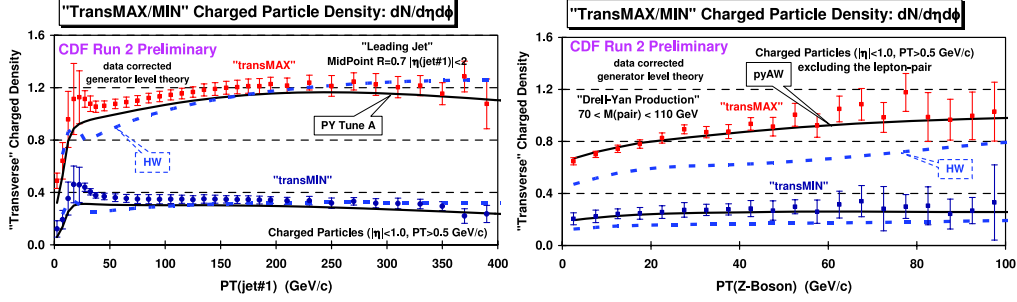 "TransMAX/MIN" Charged Particle Density: dN/dηdϕ
"Transverse" Charged Density
1.6
1.2
0.8
0.4
0.0
CDF Run 2 Preliminary
data corrected
generator level theory
"Leading Jet"
MidPoint R=0.7 |η(jet#1)|<2
"transMAX"
PY Tune A
HW
"transMIN"
Charged Particles (|η|<1.0, PT>0.5 GeV/c)
0 50 100 150 200 250 300 350 400
PT(jet#1) (GeV/c)
"TransMAX/MIN" Charged Particle Density: dN/dηdϕ
"Transverse" Charged Density
1.6
1.2
0.8
0.4
0.0
CDF Run 2 Preliminary
data corrected
generator level theory
Charged Particles (|η|<1.0, PT>0.5 GeV/c)
excluding the lepton-pair
pyAW
"Drell-Yan Production"
70 < M(pair) < 110 GeV
"transMAX"
HW
"transMIN"
0 20 40 60 80 100
PT(Z-Boson) (GeV/c)